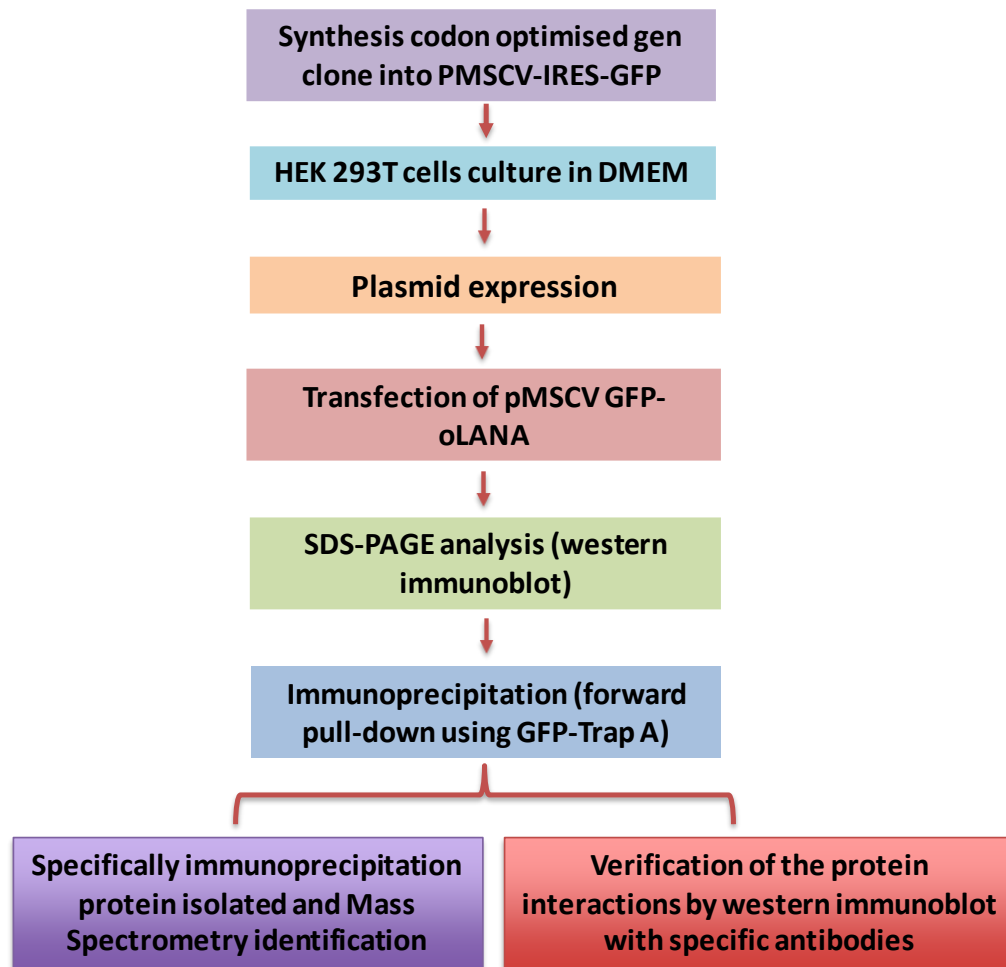 Synthesis codon optimised gen
clone into PMSCV-IRES-GFP
HEK 293T cells culture in DMEM
Plasmid expression
Transfection of pMSCV GFP-
oLANA
SDS-PAGE analysis (western
immunoblot)
Immunoprecipitation (forward
pull-down using GFP-Trap A)
Specifically immunoprecipitation
protein isolated and Mass
Spectrometry identification
Verification of the protein
interactions by western immunoblot
with specific antibodies